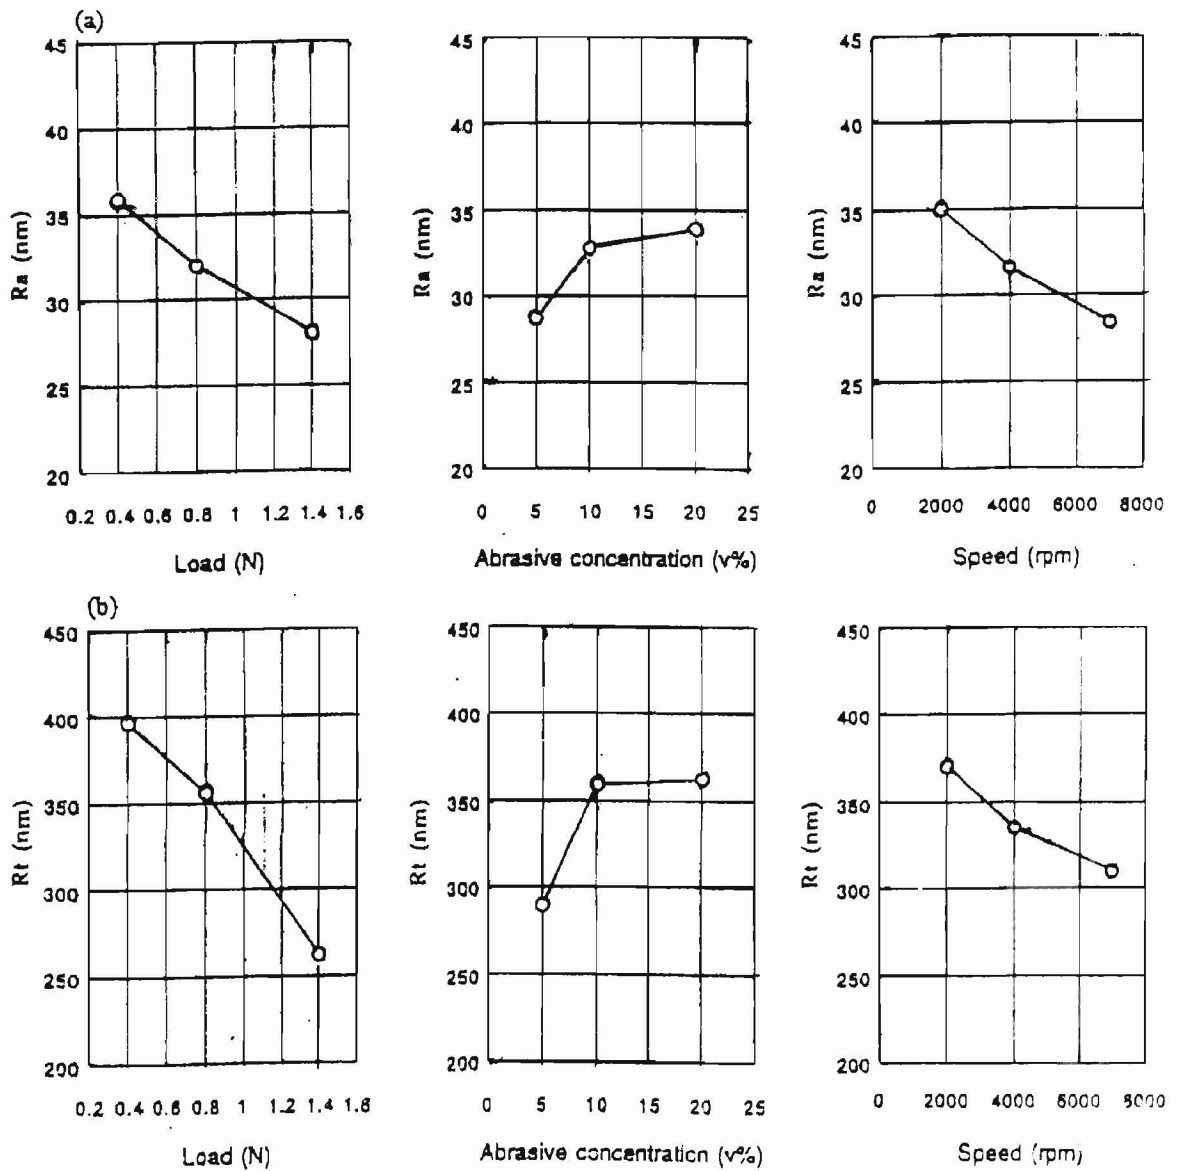 (a)
45 45 45
40 40 40
35 35 35
30 30 30
25 25 25
20 20 20
Ra (nm) Ra (nm) Ra (nm)
0.2 0.4 0.6 0.8 1 1.2 1.4 1.6 0 5 10 15 20 25 0 2000 4000 6000 8000
Load (N) Abrasive concentration (v%) Speed (rpm)
(b)
450 450 450
400 400 400
350 350 350
300 300 300
250 250 250
200 200 200
Rt (nm) Rt (nm) Rt (nm)
0.2 0.4 0.6 0.8 1 1.2 1.4 1.6 0 5 10 15 20 25 0 2000 4000 6000 8000
Load (N) Abrasive concentration (v%) Speed (rpm)